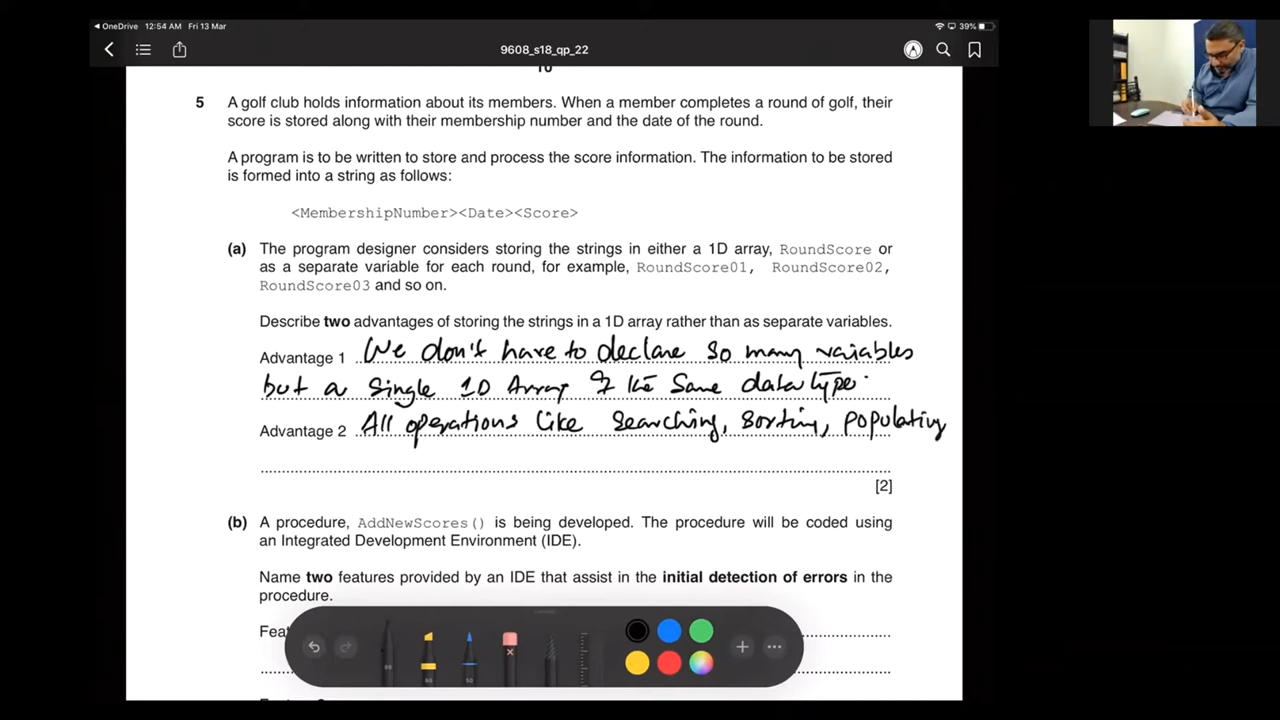 OneDrive 12:54 AM Fri 13 Mar 39%
9608_s18_qp_22
10
5 A golf club holds information about its members. When a member completes a round of golf, their
score is stored along with their membership number and the date of the round.
A program is to be written to store and process the score information. The information to be stored
is formed into a string as follows:
<MembershipNumber><Date><Score>
(a) The program designer considers storing the strings in either a 1D array, RoundScore or
as a separate variable for each round, for example, RoundScore01, RoundScore02,
RoundScore03 and so on.
Describe two advantages of storing the strings in a 1D array rather than as separate variables.
Advantage 1 We don't have to declare so many variables
but a single 1D Array of the same data type.
Advantage 2 All operations like searching, sorting, populating
[2]
(b) A procedure, AddNewScores() is being developed. The procedure will be coded using
an Integrated Development Environment (IDE).
Name two features provided by an IDE that assist in the initial detection of errors in the
procedure.